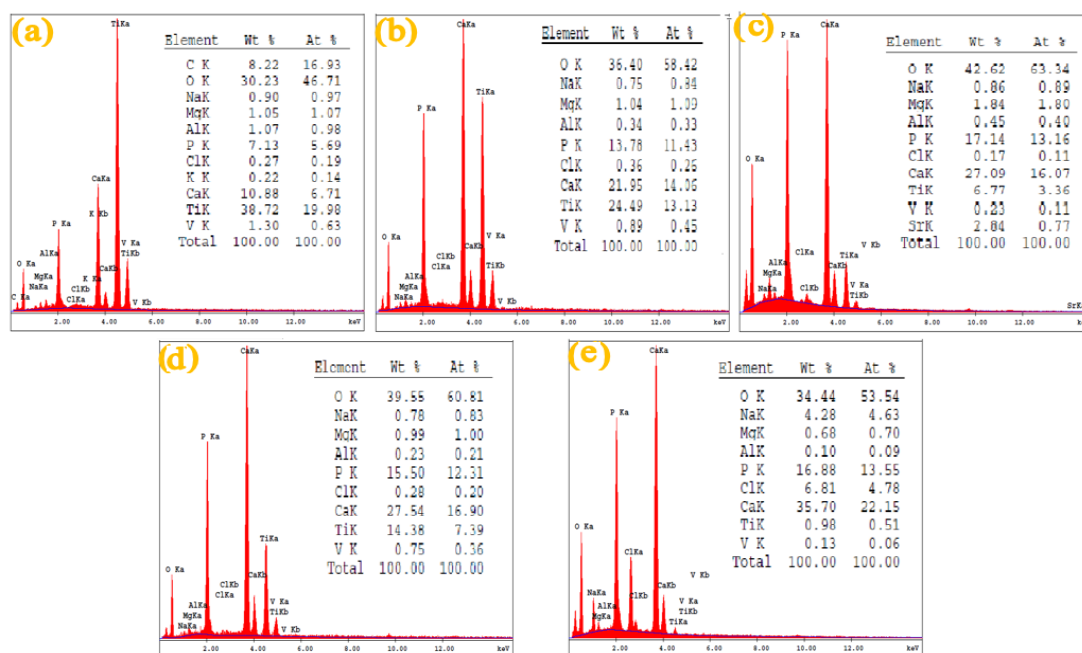 (a)
TiKa
Element Wt % At %
C K 8.22 16.93
O K 30.23 46.71
NaK 0.90 0.97
MgK 1.05 1.07
AlK 1.07 0.98
P K 7.13 5.69
ClK 0.27 0.19
K K 0.22 0.14
CaK 10.88 6.71
TiK 38.72 19.98
V K 1.30 0.63
Total 100.00 100.00
CaKa
K Kb
P Ka
AlKa
O Ka
MgKa
NaKa
C Ka
K Ka
ClKb
ClKa
CaKb
V Ka
TiKb
V Kb
2.00 4.00 6.00 8.00 10.00 12.00 keV
(b)
CaKa
Element Wt % At %
O K 36.40 58.42
NaK 0.75 0.84
MgK 1.04 1.09
AlK 0.34 0.33
P K 13.78 11.43
ClK 0.36 0.26
CaK 21.95 14.06
TiK 24.49 13.13
V K 0.89 0.45
Total 100.00 100.00
TiKa
P Ka
O Ka
AlKa
MgKa
NaKa
ClKb
ClKa
CaKb
V Ka
TiKb
V Kb
2.00 4.00 6.00 8.00 10.00 12.00 keV
(c)
CaKa
P Ka
Element Wt % At %
O K 42.62 63.34
NaK 0.86 0.89
MgK 1.84 1.80
AlK 0.45 0.40
P K 17.14 13.16
ClK 0.17 0.11
CaK 27.09 16.07
TiK 6.77 3.36
V K 0.23 0.11
SrK 2.84 0.77
Total 100.00 100.00
O Ka
AlKa
MgKa
NaKa
ClKb
ClKa
V Kb
TiKa
CaKb
V Ka
TiKb
SrKa
2.00 4.00 6.00 8.00 10.00 12.00 keV
(d)
CaKa
Element Wt % At %
O K 39.55 60.81
NaK 0.78 0.83
MgK 0.99 1.00
AlK 0.23 0.21
P K 15.50 12.31
ClK 0.28 0.20
CaK 27.54 16.90
TiK 14.38 7.39
V K 0.75 0.36
Total 100.00 100.00
P Ka
TiKa
O Ka
AlKa
MgKa
NaKa
ClKb
ClKa
CaKb
V Ka
TiKb
V Kb
2.00 4.00 6.00 8.00 10.00 12.00 keV
(e)
CaKa
Element Wt % At %
O K 34.44 53.54
NaK 4.28 4.63
MgK 0.68 0.70
AlK 0.10 0.09
P K 16.88 13.55
ClK 6.81 4.78
CaK 35.70 22.15
TiK 0.98 0.51
V K 0.13 0.06
Total 100.00 100.00
P Ka
O Ka
ClKa
NaKa
AlKa
MgKa
ClKb
CaKb
V Kb
V Ka
TiKb
TiKa
2.00 4.00 6.00 8.00 10.00 12.00 keV